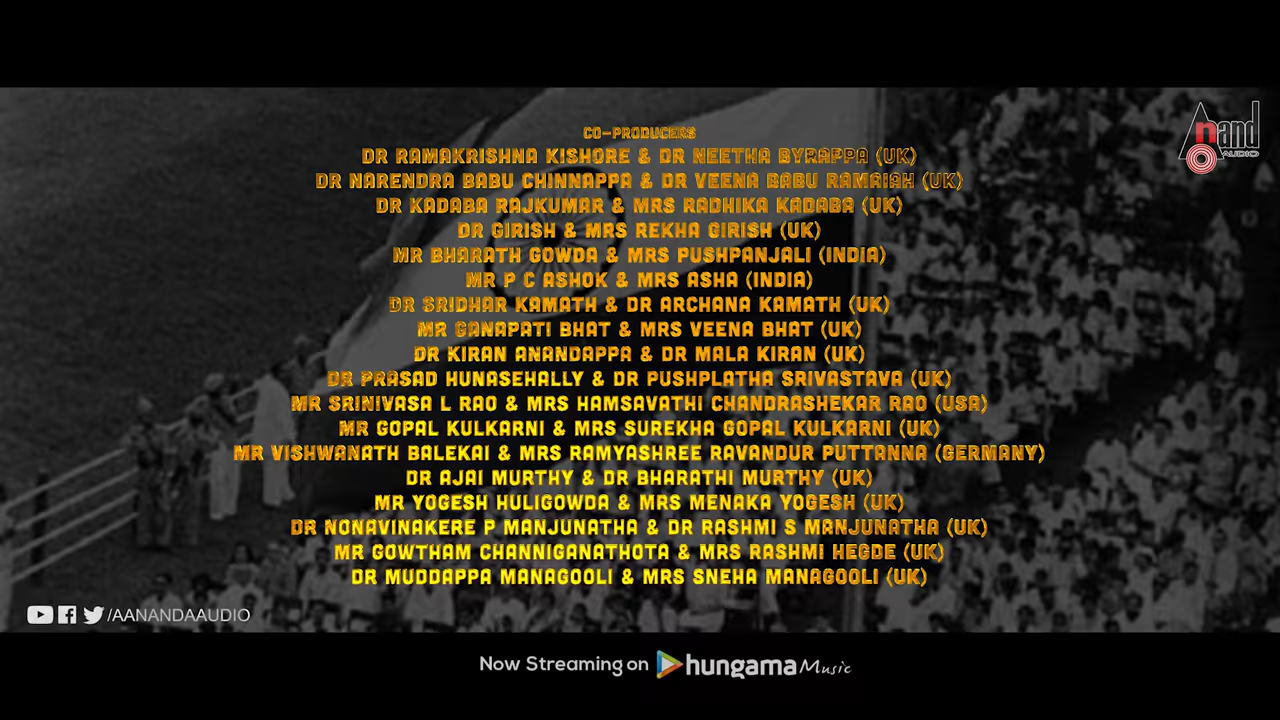 CO-PRODUCERS
DR RAMAKRISHNA KISHORE & DR NEETHA BYRAPPA (UK)
DR NARENDRA BABU CHINNAPPA & DR VEENA BABU RAMAIAH (UK)
DR KADABA RAJKUMAR & MRS RADHIKA KADABA (UK)
DR GIRISH & MRS REKHA GIRISH (UK)
MR BHARATH GOWDA & MRS PUSHPANJALI (INDIA)
MR P C ASHOK & MRS ASHA (INDIA)
DR SRIDHAR KAMATH & DR ARCHANA KAMATH (UK)
MR GANAPATI BHAT & MRS VEENA BHAT (UK)
DR KIRAN ANANDAPPA & DR MALA KIRAN (UK)
DR PRASAD HUNASEHALLY & DR PUSHPLATHA SRIVASTAVA (UK)
MR SRINIVASA L RAO & MRS HAMSAVATHI CHANDRASHEKAR RAO (USA)
MR GOPAL KULKARNI & MRS SUREKHA GOPAL KULKARNI (UK)
MR VISHWANATH BALEKAI & MRS RAMYASHREE RAVANDUR PUTTANNA (GERMANY)
DR AJAI MURTHY & DR BHARATHI MURTHY (UK)
MR YOGESH HULIGOWDA & MRS MENAKA YOGESH (UK)
DR NONAVINAKERE P MANJUNATHA & DR RASHMI S MANJUNATHA (UK)
MR GOWTHAM CHANNIGANATHOTA & MRS RASHMI HEGDE (UK)
DR MUDDAPPA MANAGOOLI & MRS SNEHA MANAGOOLI (UK)
Anand
AUDIO
/AANANDAAUDIO
Now Streaming on hungama Music